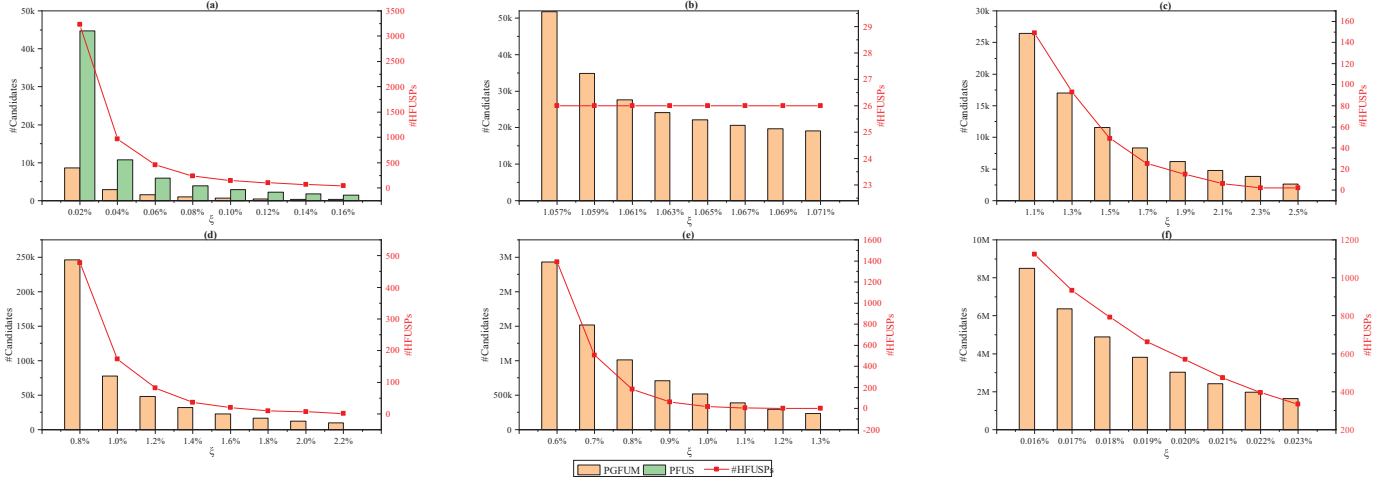 (a)
50k
40k
30k
20k
10k
0
#Candidates
3500
3000
2500
2000
1500
1000
500
0
#HFUSPs
0.02% 0.04% 0.06% 0.08% 0.10% 0.12% 0.14% 0.16%
ξ
(b)
50k
40k
30k
20k
10k
0
#Candidates
29
28
27
26
25
24
23
#HFUSPs
1.057% 1.059% 1.061% 1.063% 1.065% 1.067% 1.069% 1.071%
ξ
(c)
30k
25k
20k
15k
10k
5k
0
#Candidates
160
140
120
100
80
60
40
20
0
#HFUSPs
1.1% 1.3% 1.5% 1.7% 1.9% 2.1% 2.3% 2.5%
ξ
(d)
250k
200k
150k
100k
50k
0
#Candidates
500
400
300
200
100
0
#HFUSPs
0.8% 1.0% 1.2% 1.4% 1.6% 1.8% 2.0% 2.2%
ξ
(e)
3M
2M
2M
1M
500k
0
#Candidates
1600
1400
1200
1000
800
600
400
200
0
-200
#HFUSPs
0.6% 0.7% 0.8% 0.9% 1.0% 1.1% 1.2% 1.3%
ξ
(f)
10M
8M
6M
4M
2M
0
#Candidates
1200
1000
800
600
400
200
#HFUSPs
0.016% 0.017% 0.018% 0.019% 0.020% 0.021% 0.022% 0.023%
ξ
PGFUM PFUS #HFUSPs